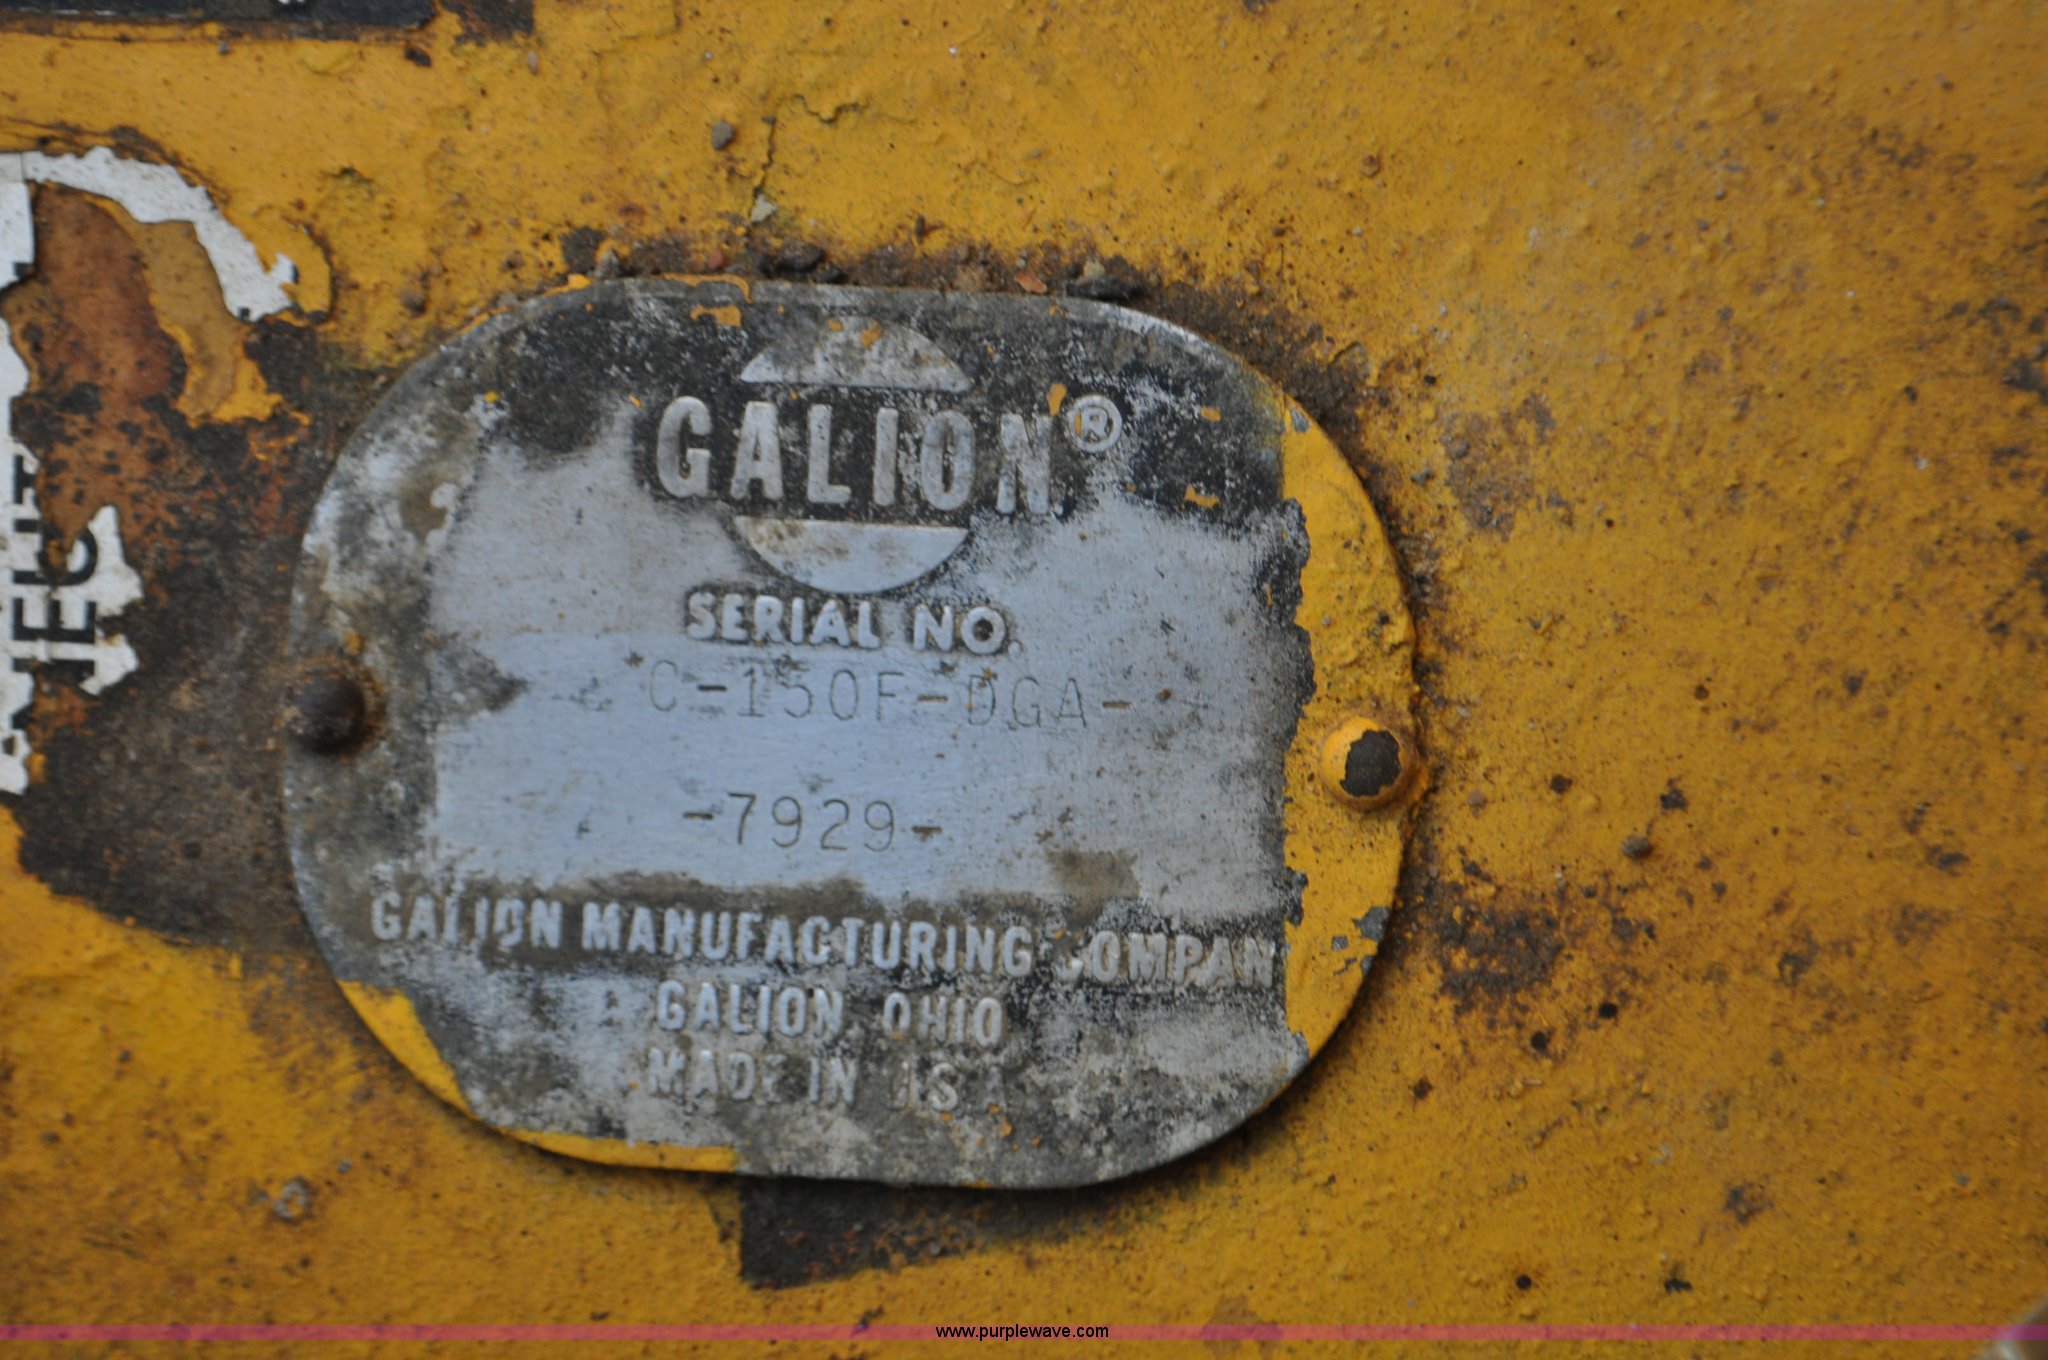 GALION®
SERIAL NO.
C-150F-DGA-
-7929-
GALION MANUFACTURING COMPAN
GALION, OHIO
MADE IN USA
www.purplewave.com